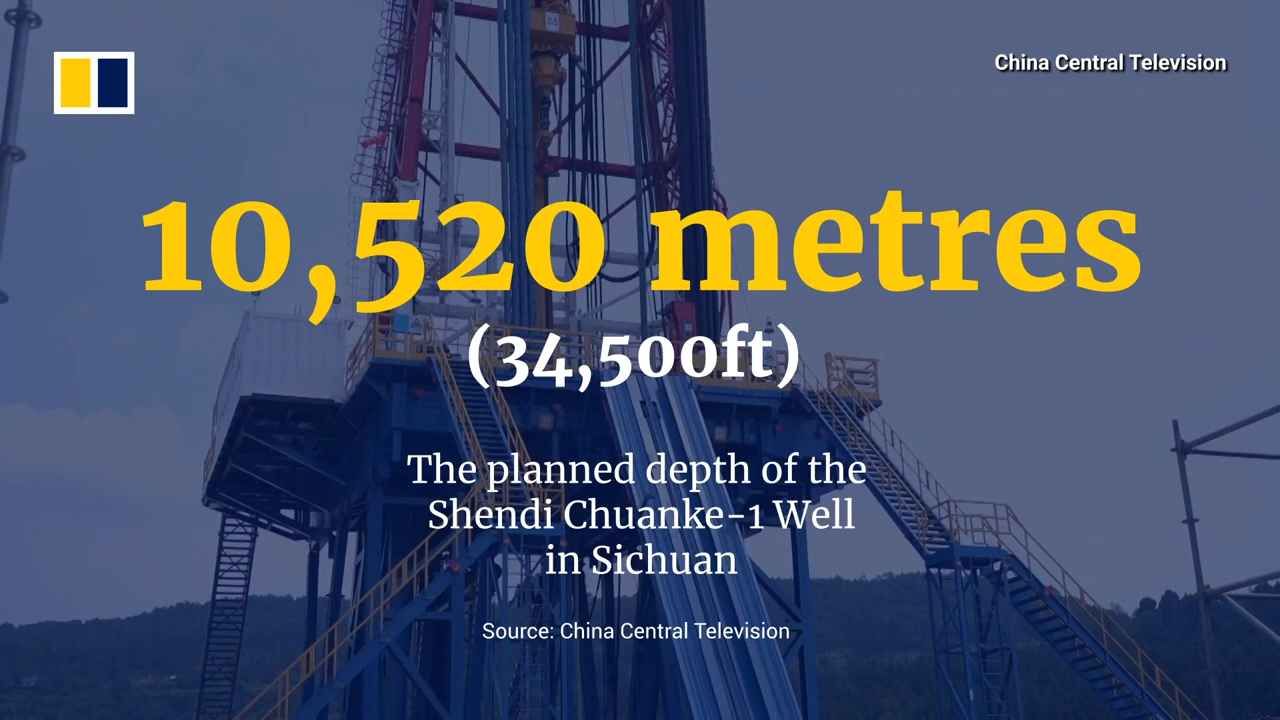 China Central Television
10,520 metres
(34,500ft)
The planned depth of the
Shendi Chuanke-1 Well
in Sichuan
Source: China Central Television